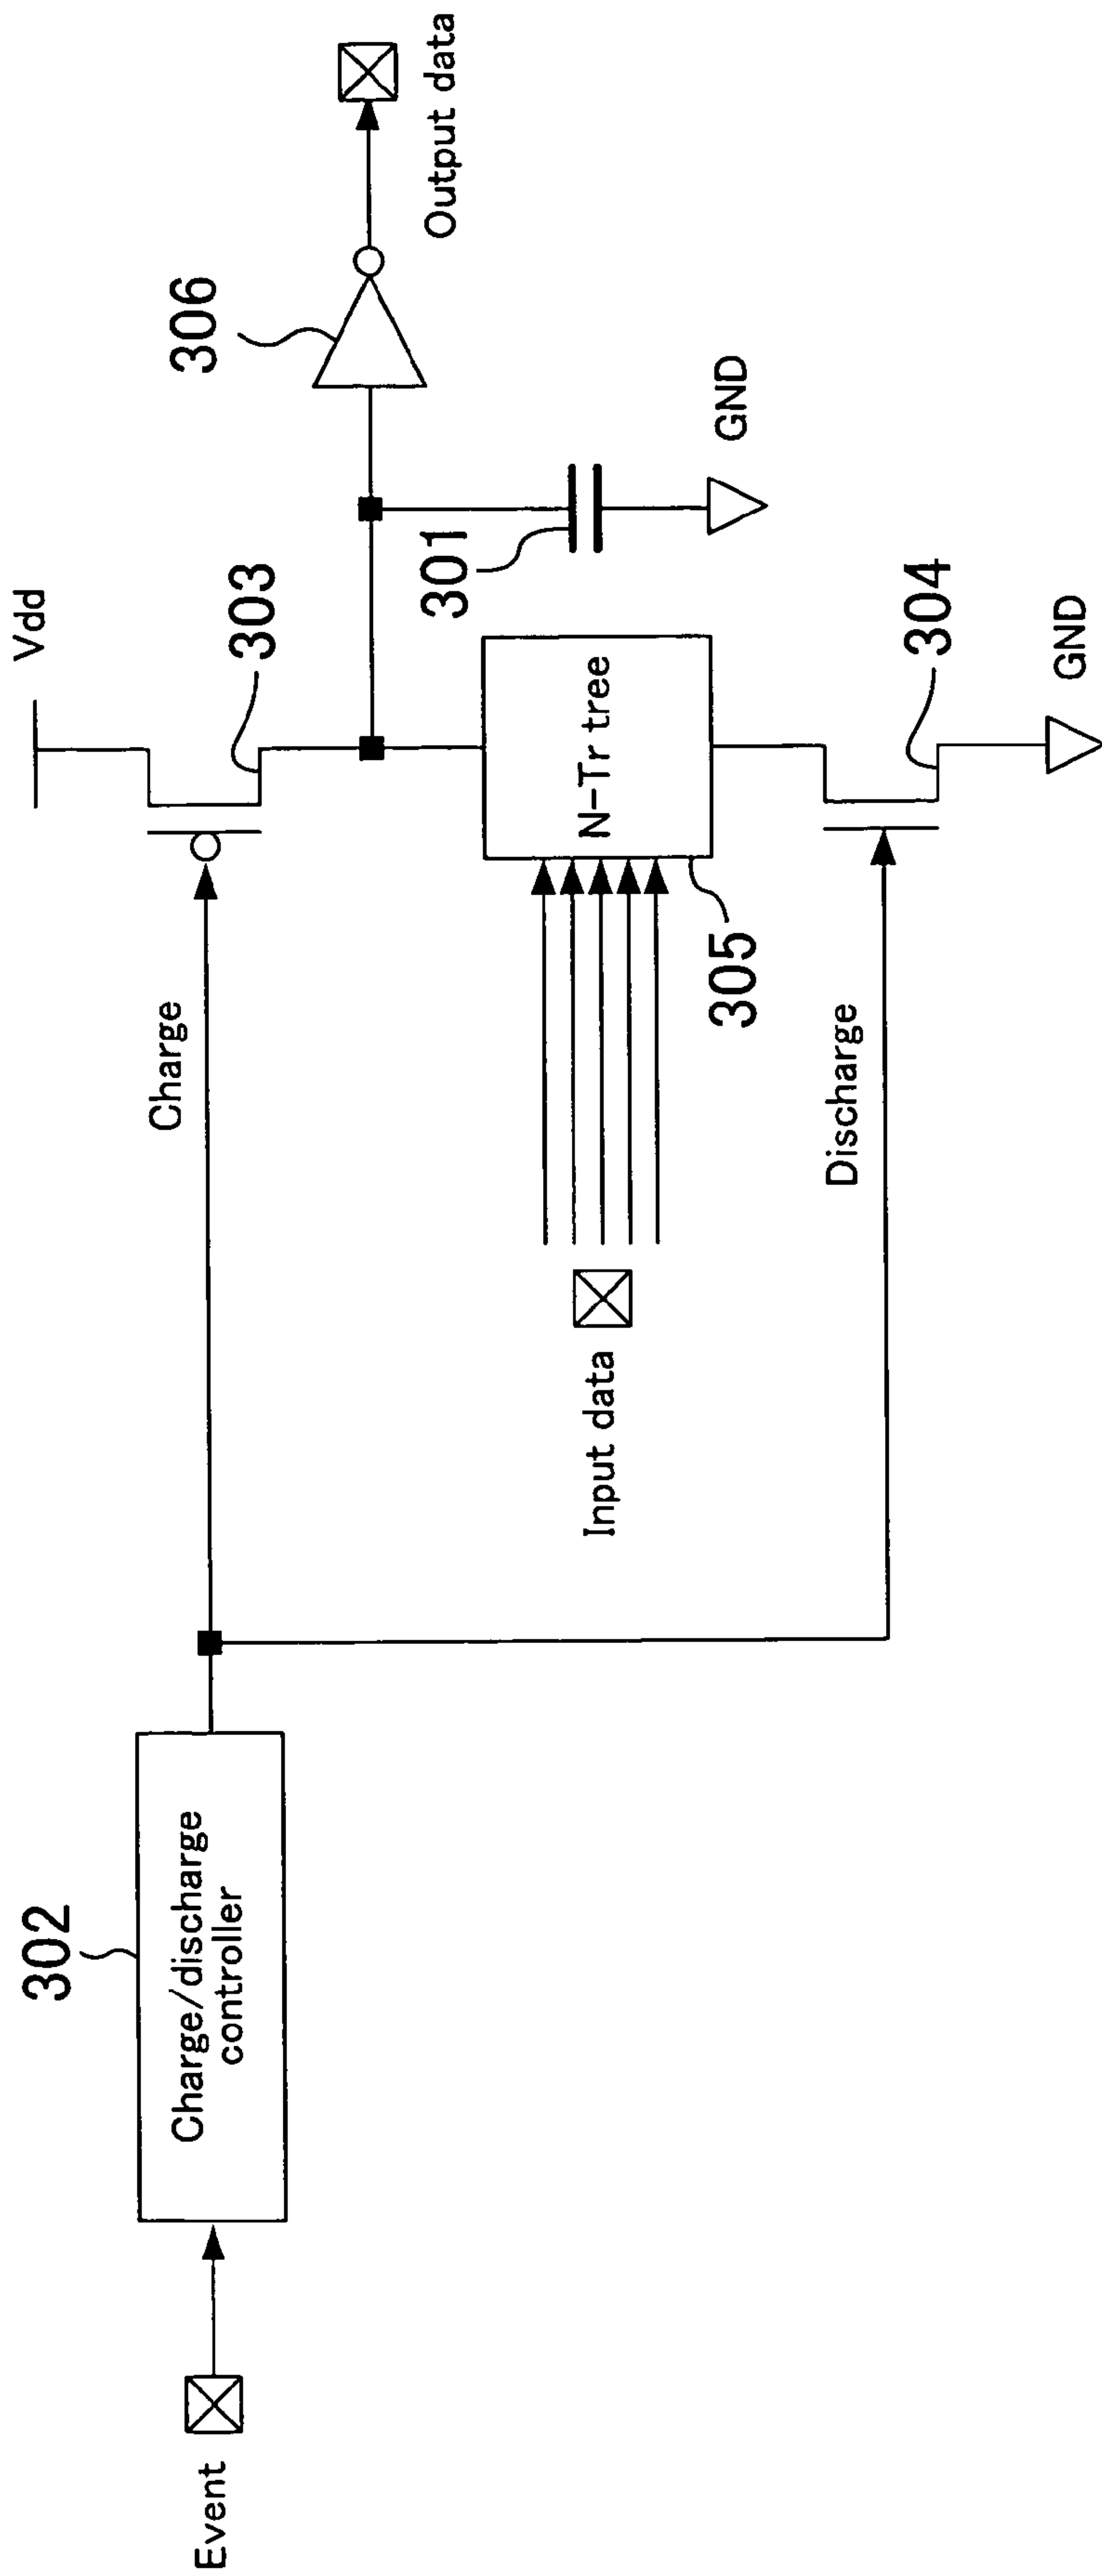 Vdd
303
306
Output data
301
GND
Charge
N-Tr tree
305
Input data
Discharge
304
GND
302
Charge/discharge
controller
Event